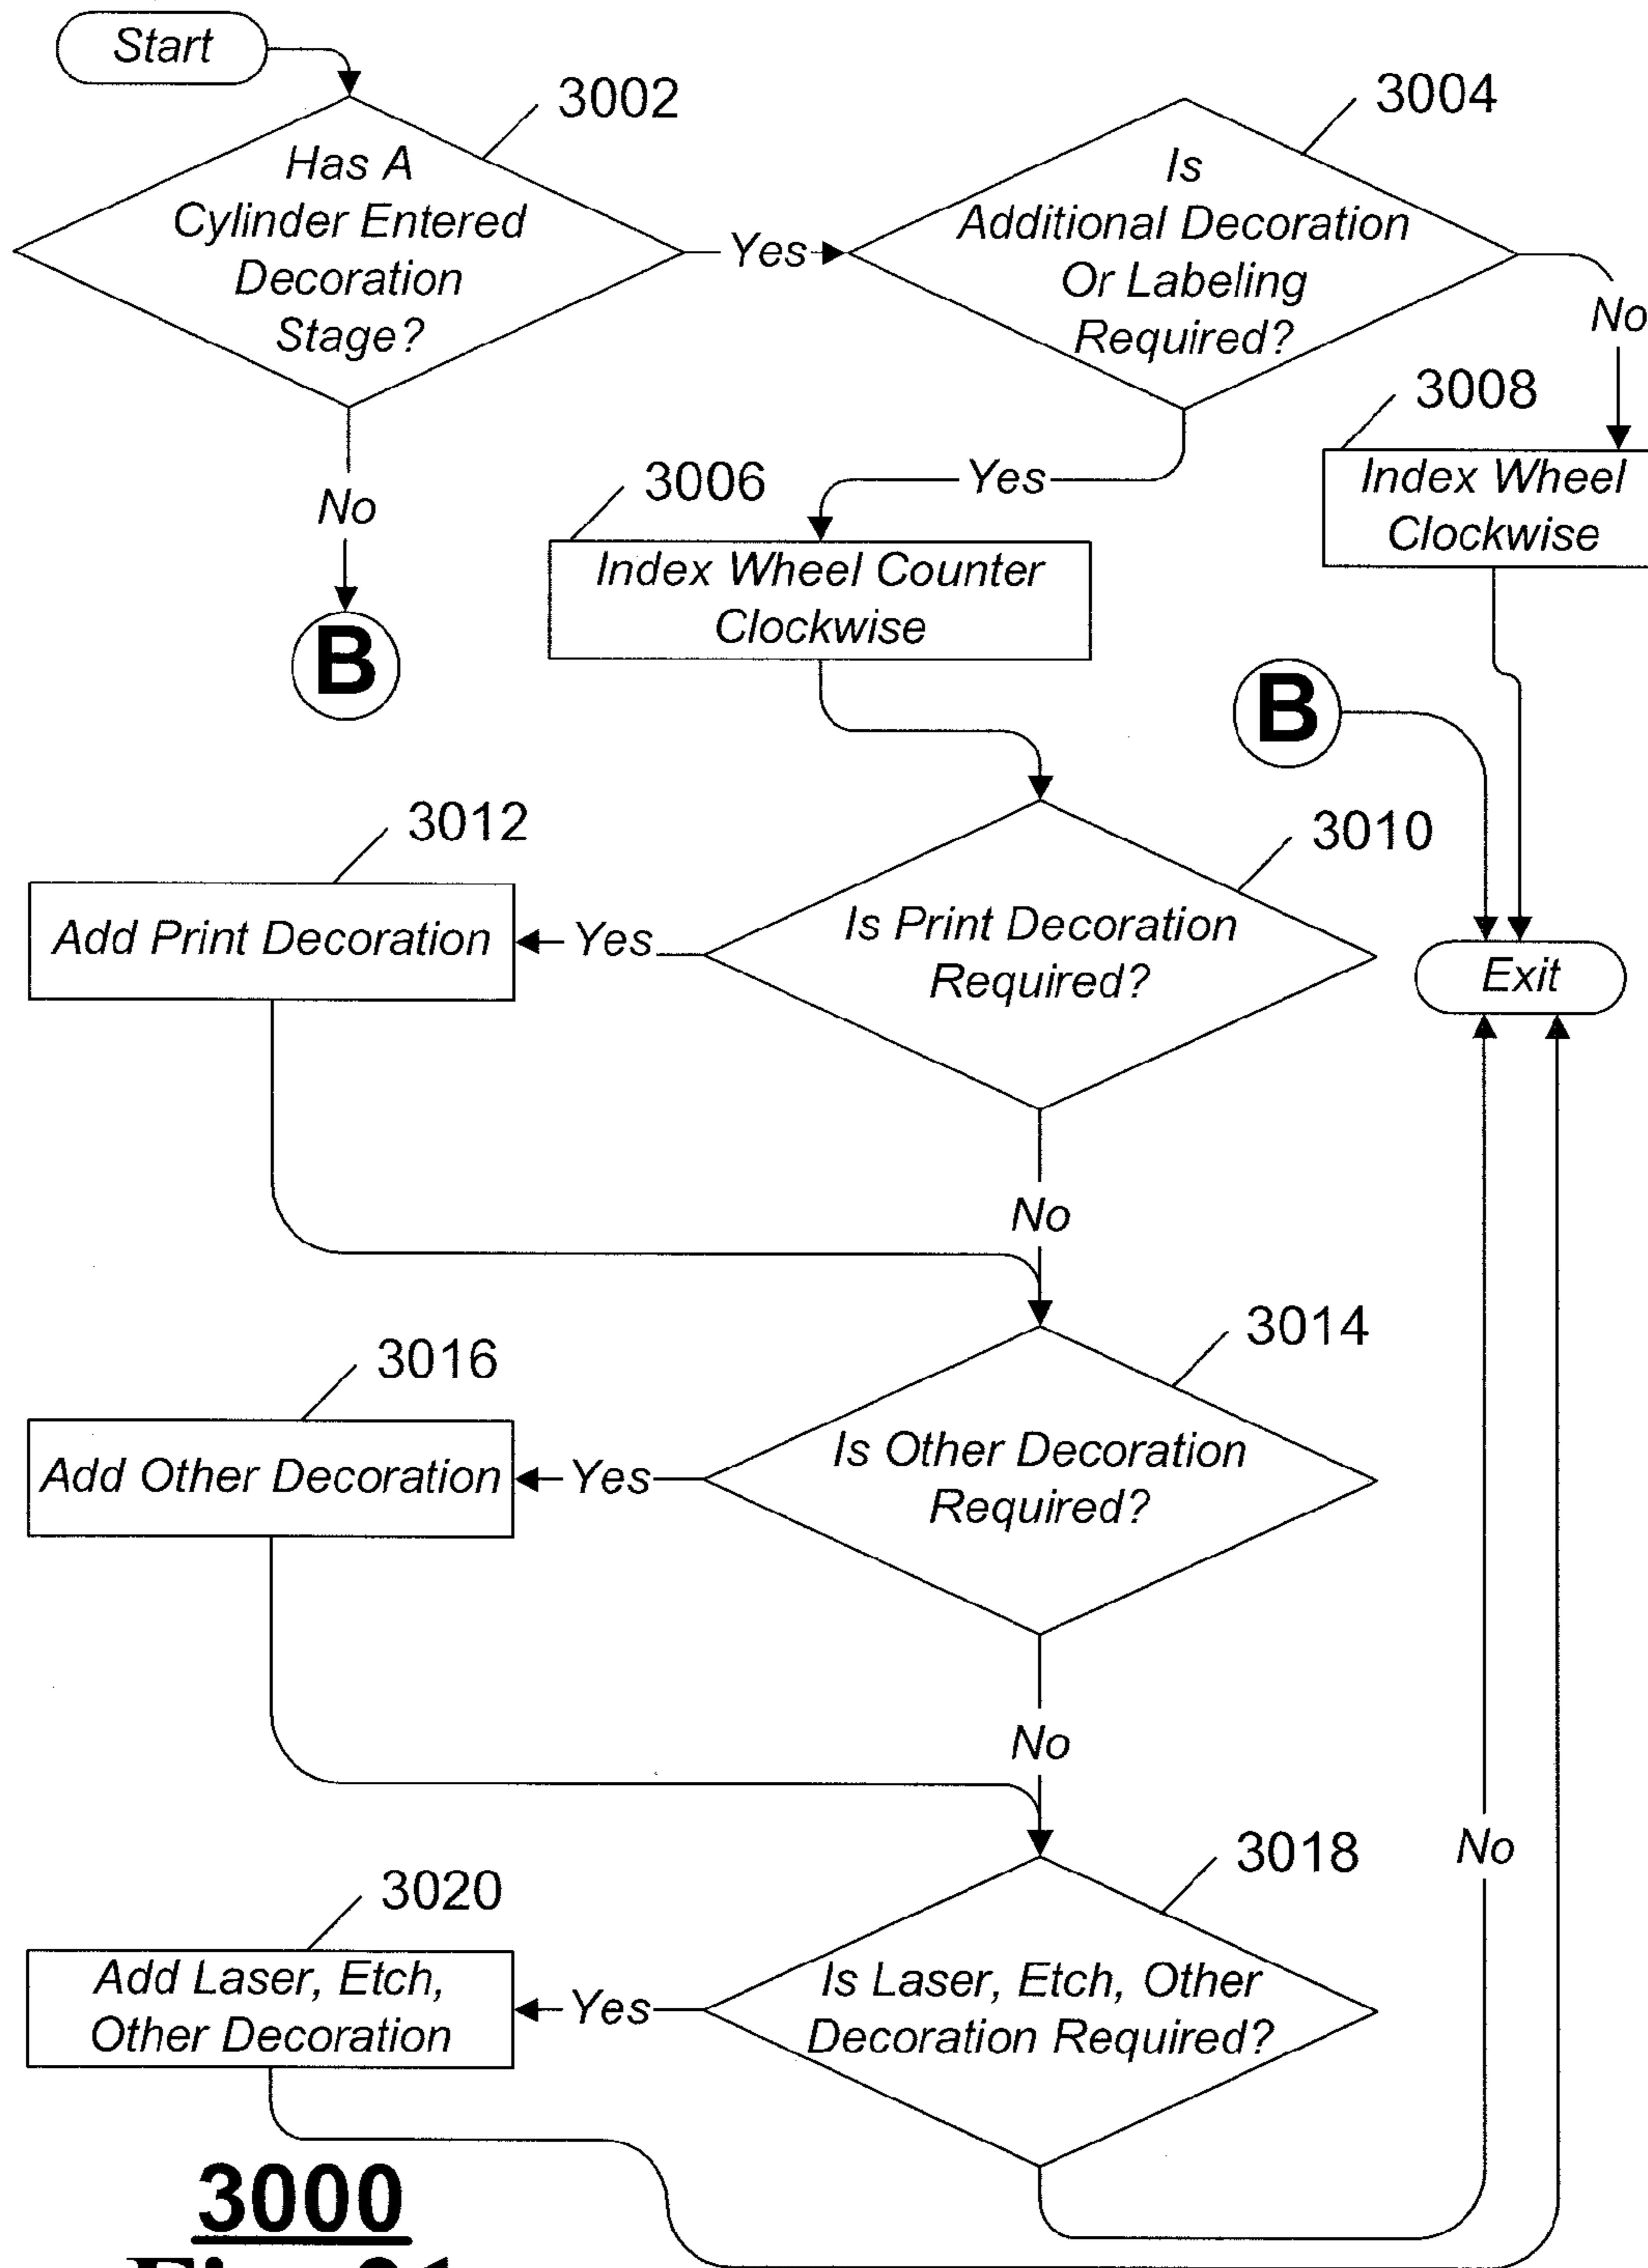 Start
3002
Has A
Cylinder Entered
Decoration
Stage?
Yes
3004
Is
Additional Decoration
Or Labeling
Required?
No
3008
Index Wheel
Clockwise
Yes
3006
Index Wheel Counter
Clockwise
No
B
B
3012
Add Print Decoration
Yes
3010
Is Print Decoration
Required?
Exit
No
3014
3016
Add Other Decoration
Yes
Is Other Decoration
Required?
No
3018
No
3020
Add Laser, Etch,
Other Decoration
Yes
Is Laser, Etch, Other
Decoration Required?
3000